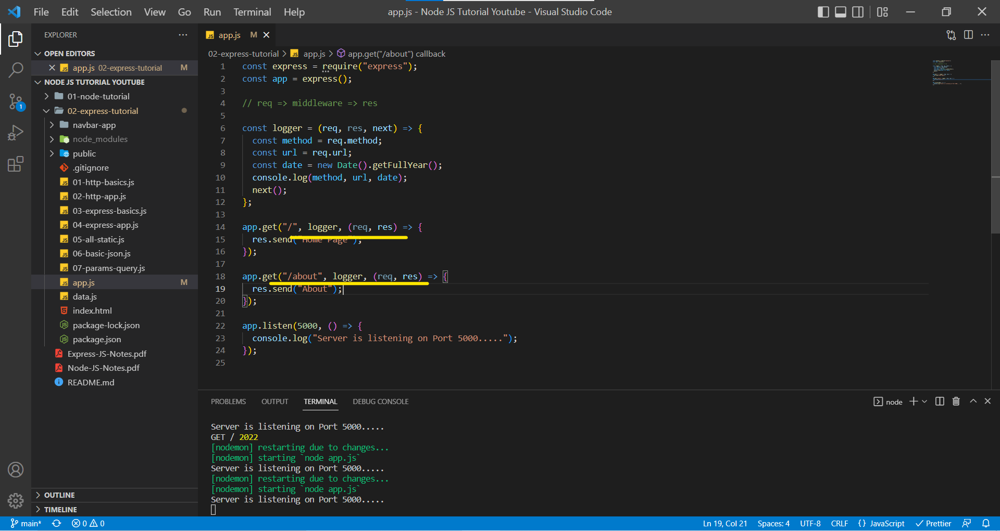 File Edit Selection View Go Run Terminal Help
app.js - Node JS Tutorial Youtube - Visual Studio Code
EXPLORER
OPEN EDITORS
app.js 02-express-tutorial M
NODE JS TUTORIAL YOUTUBE
01-node-tutorial
02-express-tutorial
navbar-app
node_modules
public
.gitignore
01-http-basics.js
02-http-app.js
03-express-basics.js
04-express-app.js
05-all-static.js
06-basic-json.js
07-params-query.js
app.js M
data.js
index.html
package-lock.json
package.json
Express-JS-Notes.pdf
Node-JS-Notes.pdf
README.md
OUTLINE
TIMELINE
app.js M
02-express-tutorial > app.js > app.get("/about") callback
1 const express = require("express");
2 const app = express();
3
4 // req => middleware => res
5
6 const logger = (req, res, next) => {
7 const method = req.method;
8 const url = req.url;
9 const date = new Date().getFullYear();
10 console.log(method, url, date);
11 next();
12 };
13
14 app.get("/", logger, (req, res) => {
15 res.send("Home Page");
16 });
17
18 app.get("/about", logger, (req, res) => {
19 res.send("About");
20 });
21
22 app.listen(5000, () => {
23 console.log("Server is listening on Port 5000.....");
24 });
25
PROBLEMS OUTPUT TERMINAL DEBUG CONSOLE
node
Server is listening on Port 5000.....
GET / 2022
[nodemon] restarting due to changes...
[nodemon] starting `node app.js`
Server is listening on Port 5000.....
[nodemon] restarting due to changes...
[nodemon] starting `node app.js`
Server is listening on Port 5000.....
1
main* 0 0
Ln 19, Col 21 Spaces: 4 UTF-8 CRLF {} JavaScript Prettier